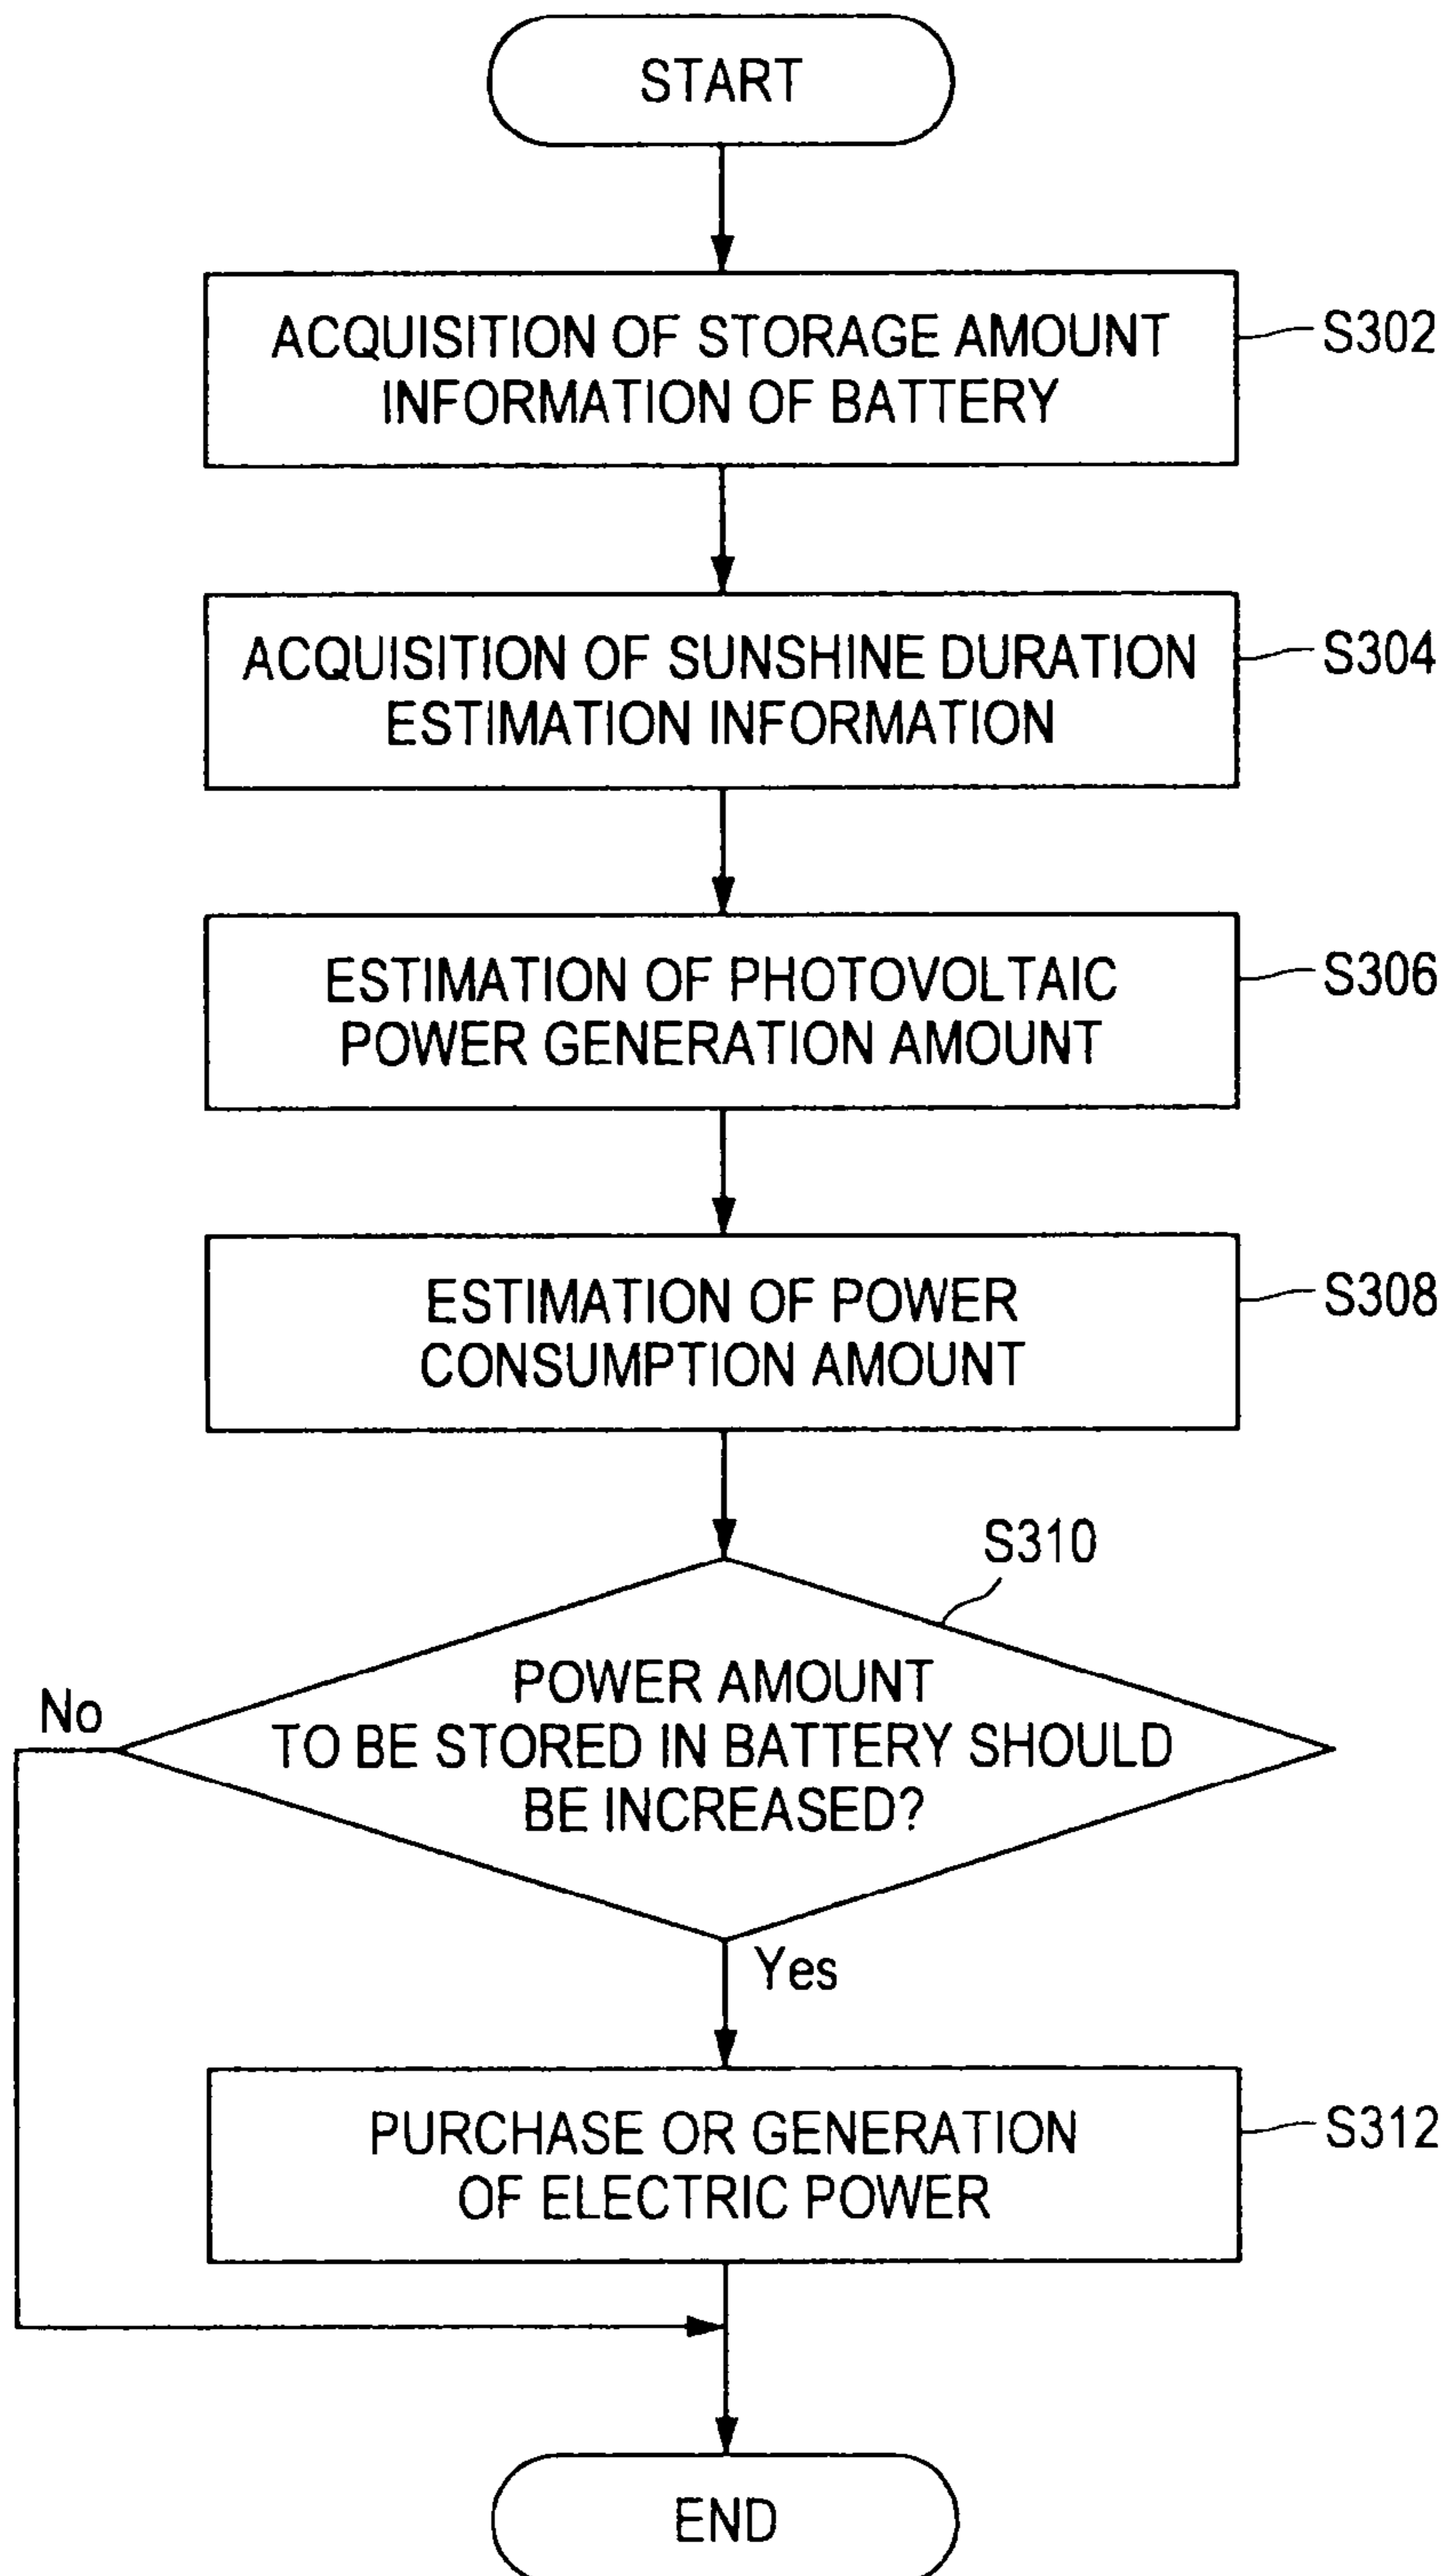 START
ACQUISITION OF STORAGE AMOUNT
INFORMATION OF BATTERY
S302
ACQUISITION OF SUNSHINE DURATION
ESTIMATION INFORMATION
S304
ESTIMATION OF PHOTOVOLTAIC
POWER GENERATION AMOUNT
S306
ESTIMATION OF POWER
CONSUMPTION AMOUNT
S308
S310
POWER AMOUNT
TO BE STORED IN BATTERY SHOULD
BE INCREASED?
No
Yes
PURCHASE OR GENERATION
OF ELECTRIC POWER
S312
END